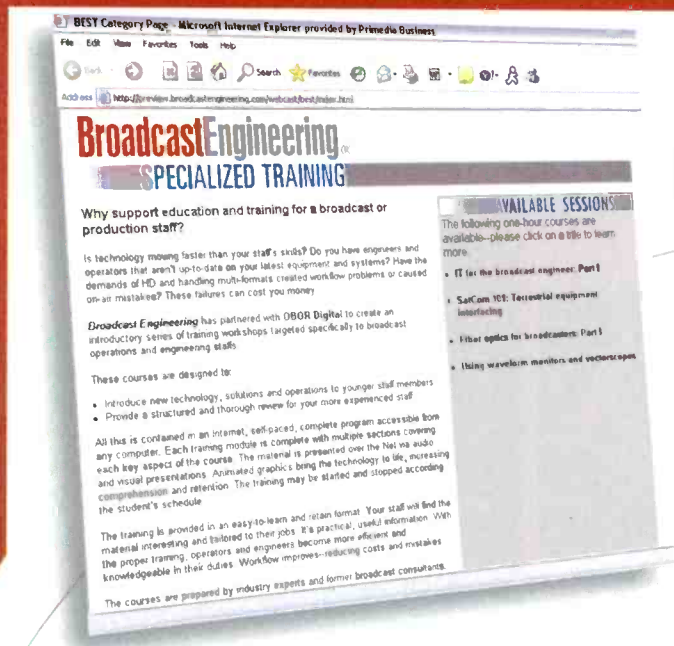 BEST Category Page - Microsoft Internet Explorer provided by Primedia Business
File Edit View Favorites Tools Help
Back Search Favorites
Address http://preview.broadcastengineering.com/webcast/best/index.html
BroadcastEngineering®
SPECIALIZED TRAINING
Why support education and training for a broadcast or
production staff?
Is technology moving faster than your staff's skills? Do you have engineers and
operators that aren't up-to-date on your latest equipment and systems? Have the
demands of HD and handling multi-formats created workflow problems or caused
on-air mistakes? These failures can cost you money
Broadcast Engineering has partnered with OBOR Digital to create an
introductory series of training workshops targeted specifically to broadcast
operations and engineering staffs
These courses are designed to:
• Introduce new technology, solutions and operations to younger staff members
• Provide a structured and thorough review for your more experienced staff
All this is contained in an Internet, self-paced, complete program accessible from
any computer. Each training module is complete with multiple sections covering
each key aspect of the course. The material is presented over the Net via audio
and visual presentations. Animated graphics bring the technology to life, increasing
comprehension and retention. The training may be started and stopped according
the student's schedule
The training is provided in an easy-to-learn and retain format. Your staff will find the
material interesting and tailored to their jobs. It's practical, useful information. With
the proper training, operators and engineers become more efficient and
knowledgeable in their duties. Workflow improves--reducing costs and mistakes
The courses are prepared by industry experts and former broadcast consultants.
AVAILABLE SESSIONS
The following one-hour courses are
available--please click on a title to learn
more.
• IT for the broadcast engineer: Part I
• SatCom 101: Terrestrial equipment
interfacing
• Fiber optics for broadcasters: Part I
• Using waveform monitors and vectorscopes